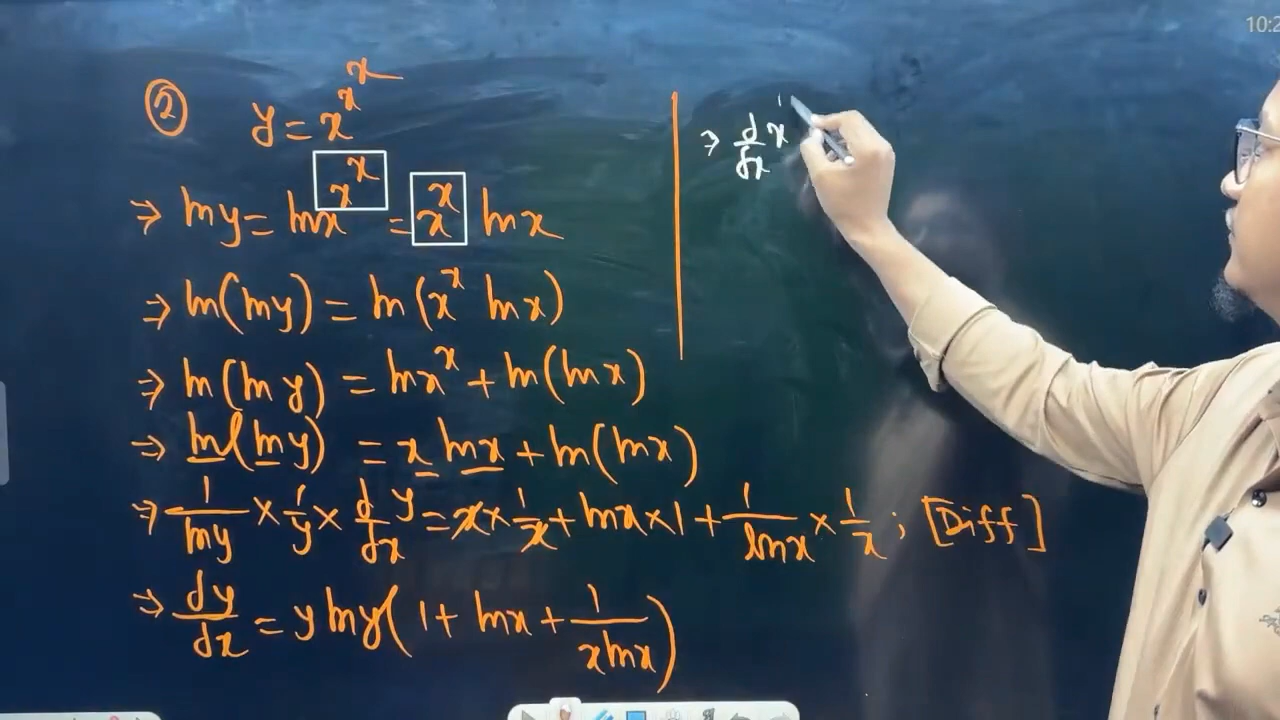 ② y = x^{x^{x}}
⇒ ln y = ln x^{x^{x}} = x^{x} ln x
⇒ ln(ln y) = ln(x^{x} ln x)
⇒ ln(ln y) = ln x^{x} + ln(ln x)
⇒ ln(ln y) = x ln x + ln(ln x)
⇒ 1/ln y × 1/y × d/dx y = x × 1/x + ln x × 1 + 1/ln x × 1/x ; [Diff]
⇒ dy/dx = y ln y (1 + ln x + 1/(x ln x))
⇒ d/dx x
10:2